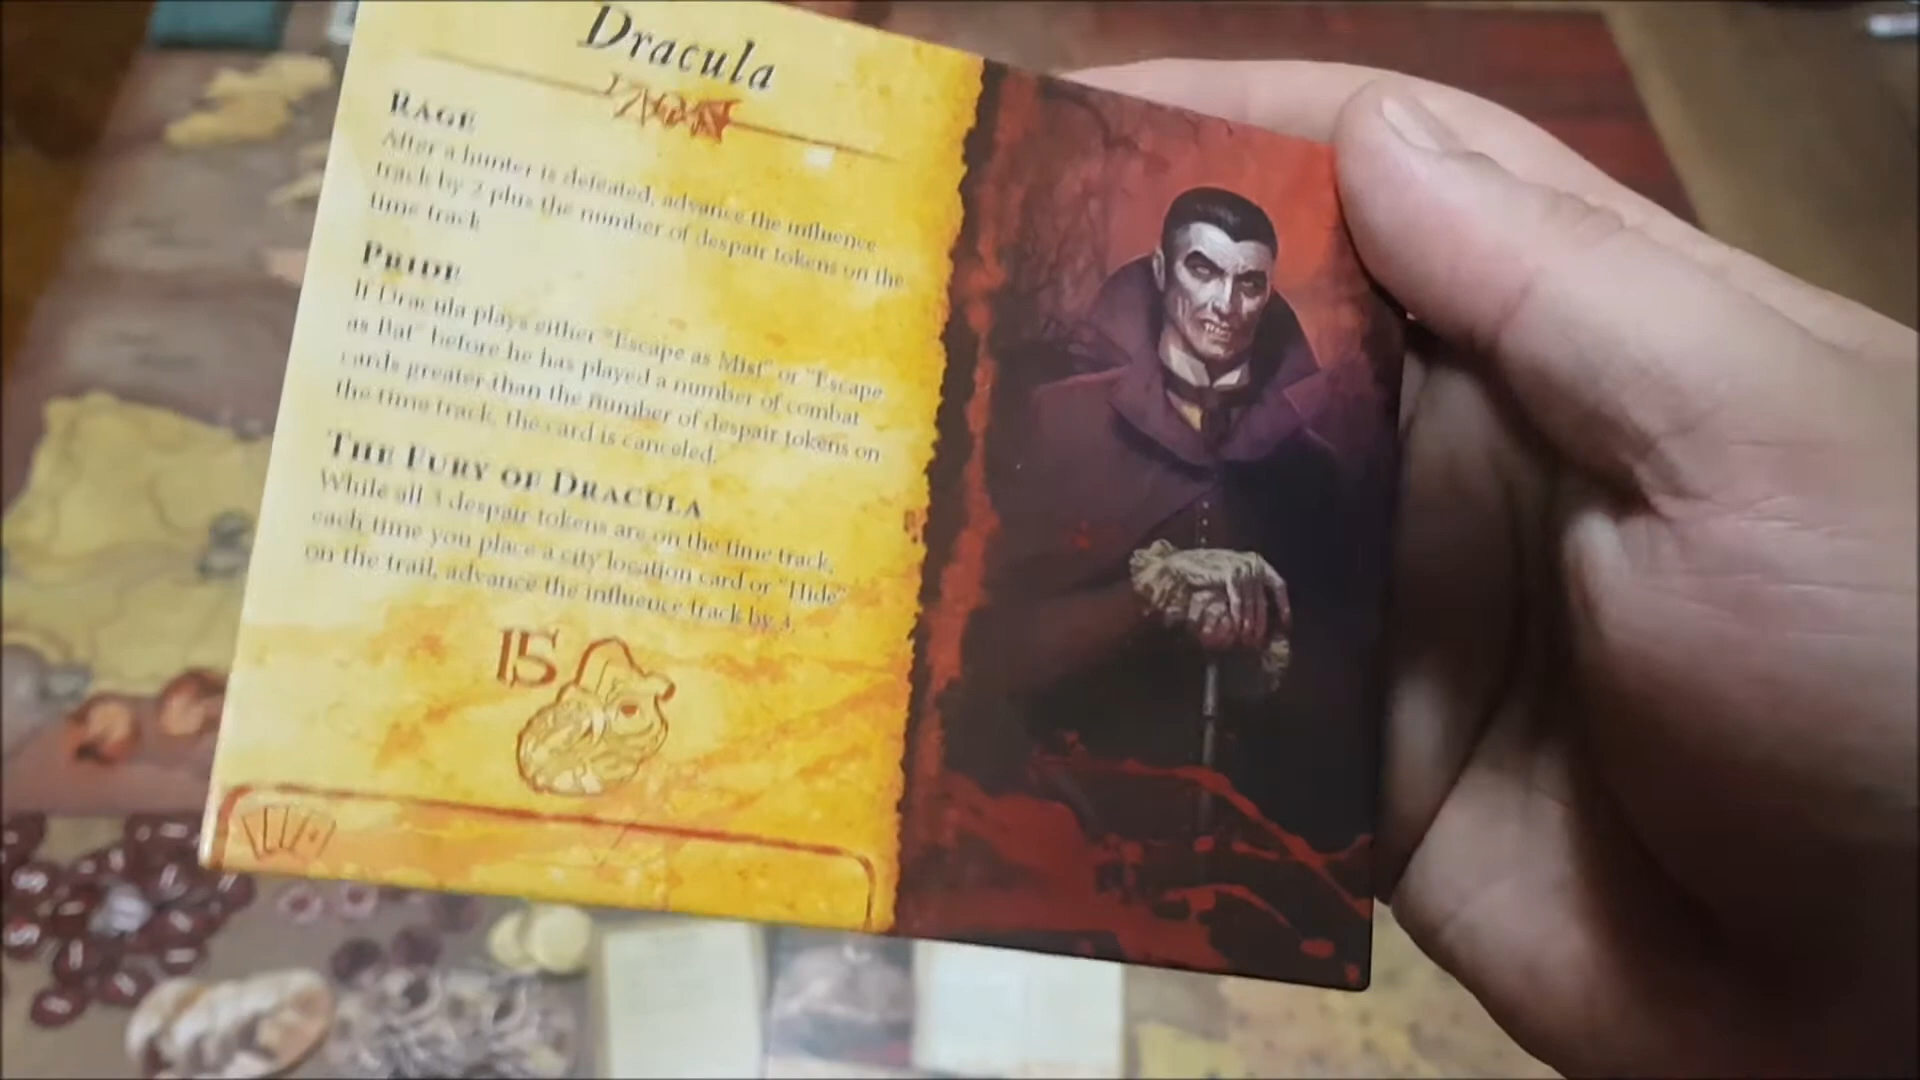 Dracula
RAGE
After a hunter is defeated, advance the influence
track by 2 plus the number of despair tokens on the
time track
PRIDE
If Dracula plays either "Escape as Mist" or "Escape
as Bat" before he has played a number of combat
cards greater than the number of despair tokens on
the time track, the card is canceled.
THE FURY OF DRACULA
While all 3 despair tokens are on the time track,
each time you place a city location card or "Hide"
on the trail, advance the influence track by 3.
15